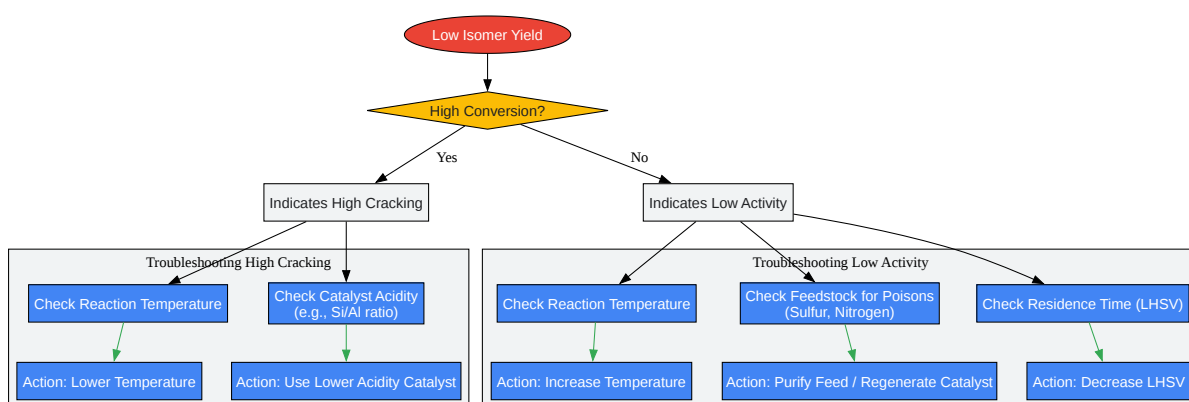 Low Isomer Yield
High Conversion?
Yes
No
Indicates High Cracking
Indicates Low Activity
Troubleshooting High Cracking
Troubleshooting Low Activity
Check Reaction Temperature
Check Catalyst Acidity
(e.g., Si/Al ratio)
Check Reaction Temperature
Check Feedstock for Poisons
(Sulfur, Nitrogen)
Check Residence Time (LHSV)
Action: Lower Temperature
Action: Use Lower Acidity Catalyst
Action: Increase Temperature
Action: Purify Feed / Regenerate Catalyst
Action: Decrease LHSV